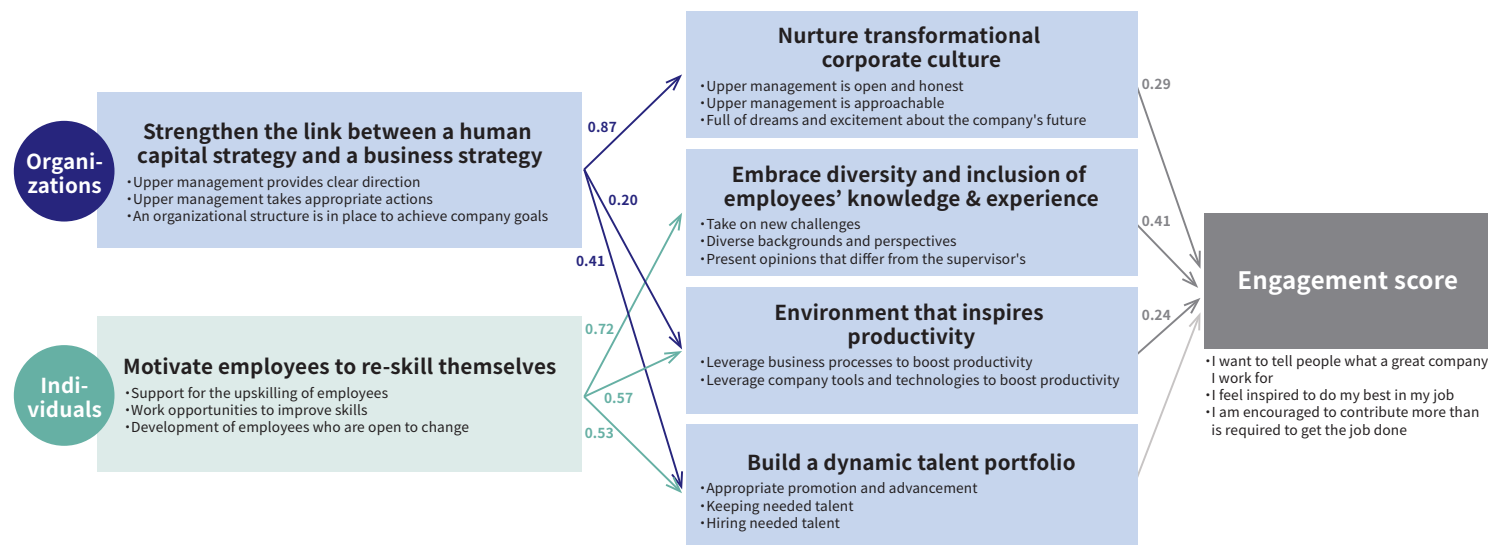 Organi-
zations
Strengthen the link between a human
capital strategy and a business strategy
・Upper management provides clear direction
・Upper management takes appropriate actions
・An organizational structure is in place to achieve company goals
Indi-
viduals
Motivate employees to re-skill themselves
・Support for the upskilling of employees
・Work opportunities to improve skills
・Development of employees who are open to change
0.87
0.20
0.41
0.72
0.57
0.53
Nurture transformational
corporate culture
・Upper management is open and honest
・Upper management is approachable
・Full of dreams and excitement about the company's future
Embrace diversity and inclusion of
employees’ knowledge & experience
・Take on new challenges
・Diverse backgrounds and perspectives
・Present opinions that differ from the supervisor's
Environment that inspires
productivity
・Leverage business processes to boost productivity
・Leverage company tools and technologies to boost productivity
Build a dynamic talent portfolio
・Appropriate promotion and advancement
・Keeping needed talent
・Hiring needed talent
0.29
0.41
0.24
Engagement score
・I want to tell people what a great company
I work for
・I feel inspired to do my best in my job
・I am encouraged to contribute more than
is required to get the job done